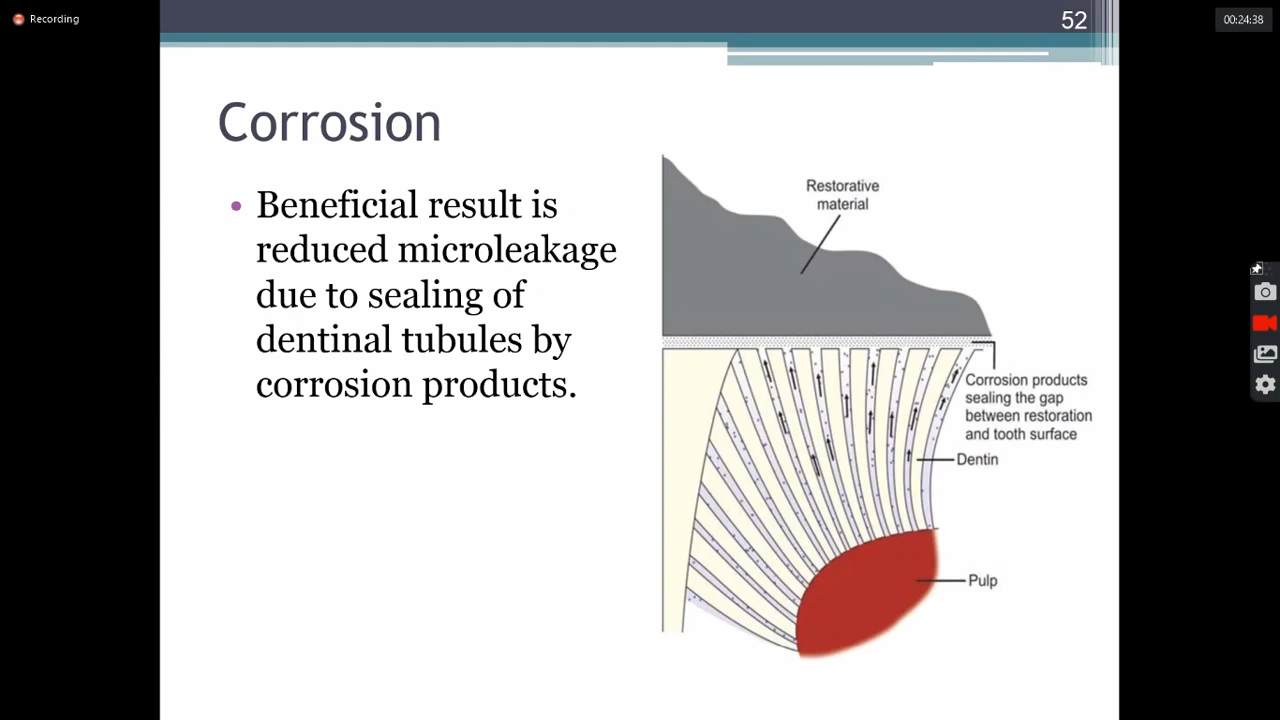 Recording
52
00:24:38
Corrosion
• Beneficial result is
reduced microleakage
due to sealing of
dentinal tubules by
corrosion products.
Restorative
material
Corrosion products
sealing the gap
between restoration
and tooth surface
Dentin
Pulp